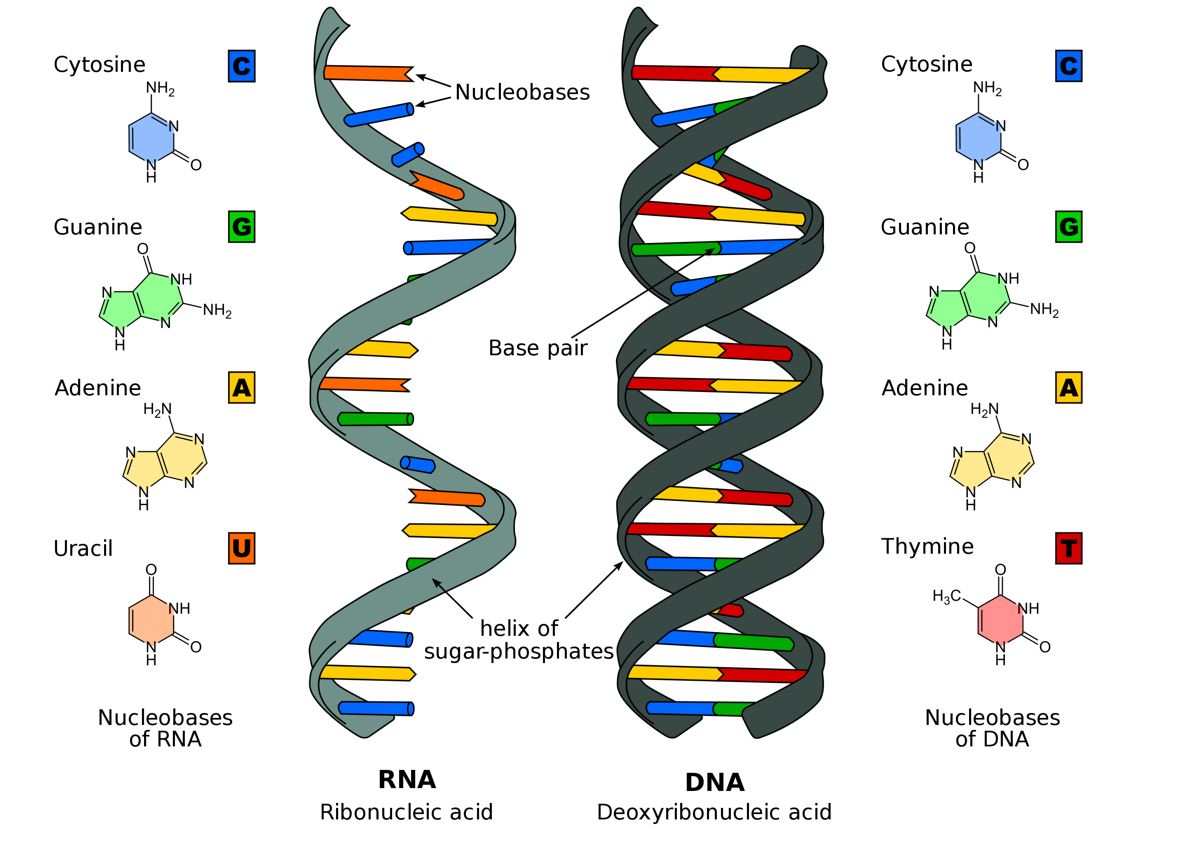 Cytosine
C
NH2
N
N
H
O
Guanine
G
O
N
NH
N
H
N
NH2
Adenine
A
H2N
N
N
N
H
N
Uracil
U
O
NH
N
H
O
Nucleobases
of RNA
Nucleobases
Base pair
helix of
sugar-phosphates
RNA
Ribonucleic acid
DNA
Deoxyribonucleic acid
Cytosine
C
NH2
N
N
H
O
Guanine
G
O
N
NH
N
H
N
NH2
Adenine
A
H2N
N
N
N
H
N
Thymine
T
O
H3C
NH
N
H
O
Nucleobases
of DNA